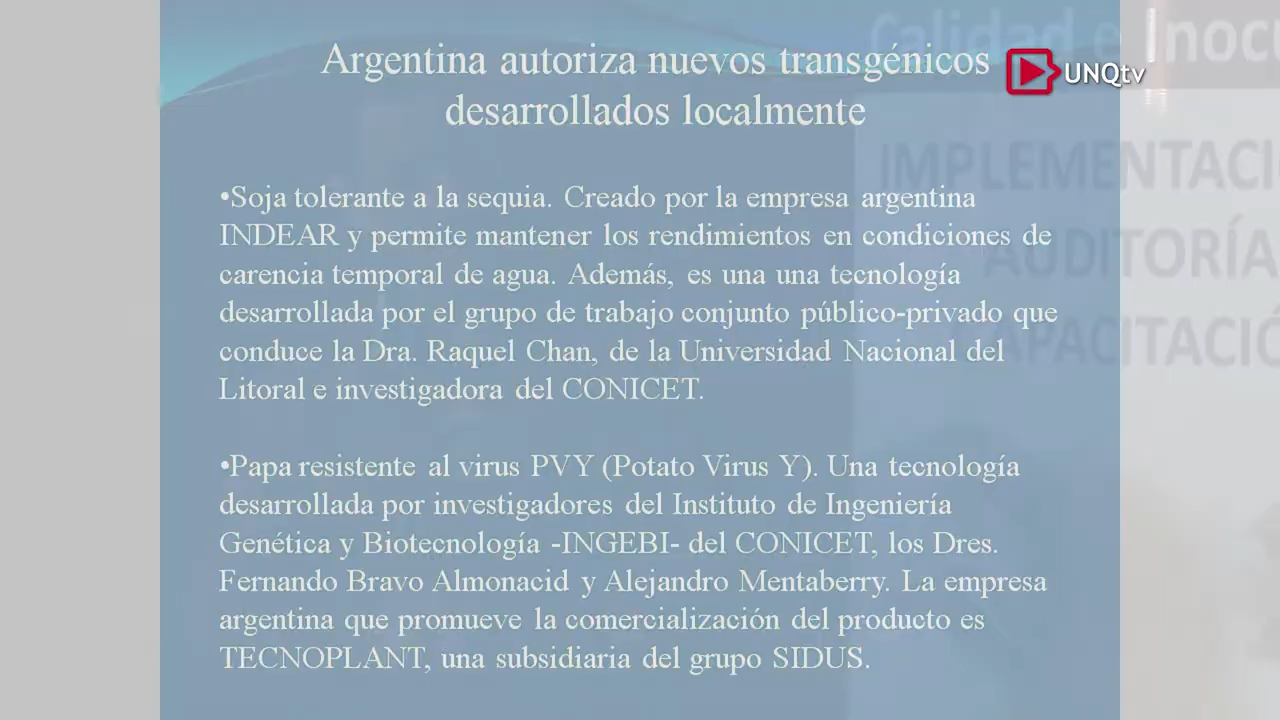 Calidad e Inoc
Argentina autoriza nuevos transgénicos
UNQtv
desarrollados localmente
IMPLEMENTACI
•Soja tolerante a la sequia. Creado por la empresa argentina
INDEAR y permite mantener los rendimientos en condiciones de
AUDITORÍA
carencia temporal de agua. Además, es una una tecnología
desarrollada por el grupo de trabajo conjunto público-privado que
conduce la Dra. Raquel Chan, de la Universidad Nacional del
CAPACITACIÓ
Litoral e investigadora del CONICET.
•Papa resistente al virus PVY (Potato Virus Y). Una tecnología
desarrollada por investigadores del Instituto de Ingeniería
Genética y Biotecnología -INGEBI- del CONICET, los Dres.
Fernando Bravo Almonacid y Alejandro Mentaberry. La empresa
argentina que promueve la comercialización del producto es
TECNOPLANT, una subsidiaria del grupo SIDUS.